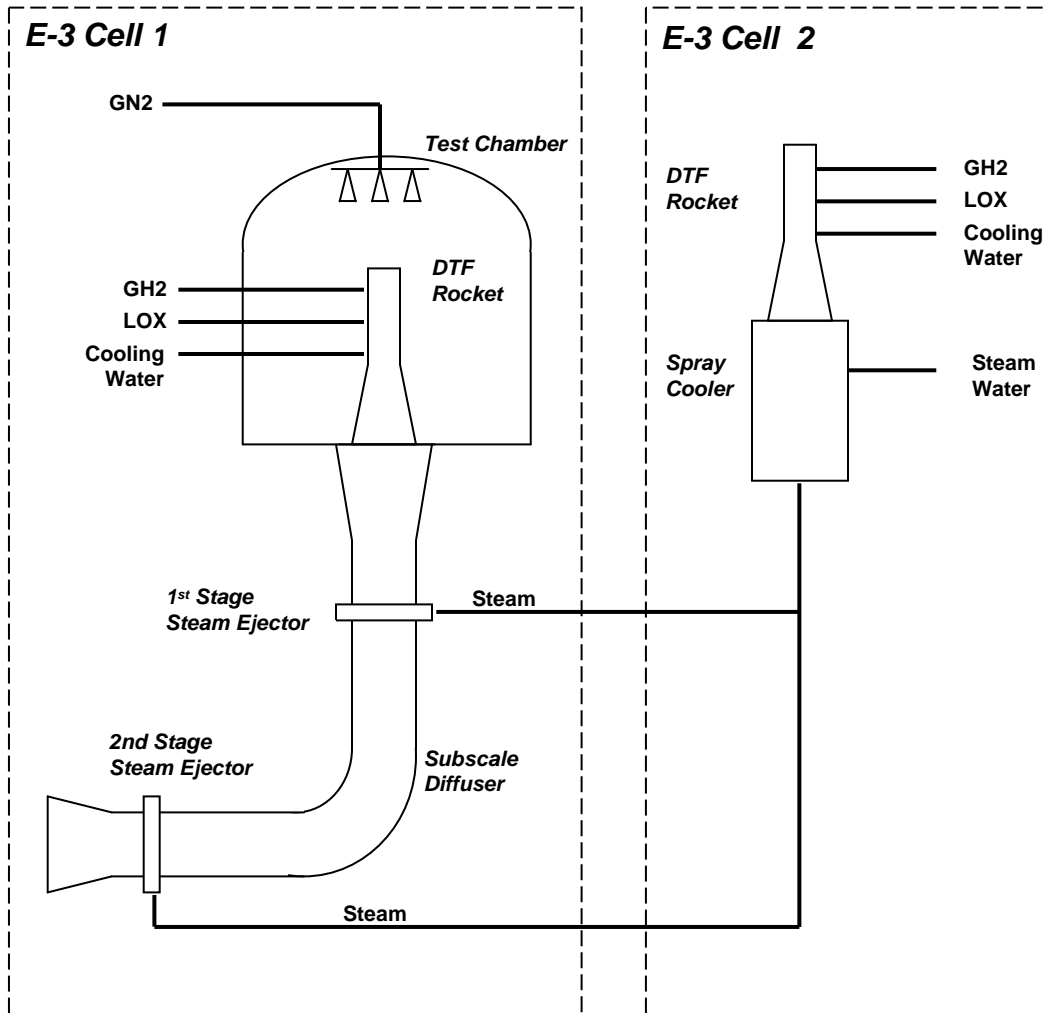 E-3 Cell 1
GN2
Test Chamber
DTF
Rocket
GH2
LOX
Cooling
Water
1st Stage
Steam Ejector
Steam
2nd Stage
Steam Ejector
Subscale
Diffuser
Steam
E-3 Cell 2
DTF
Rocket
GH2
LOX
Cooling
Water
Spray
Cooler
Steam
Water